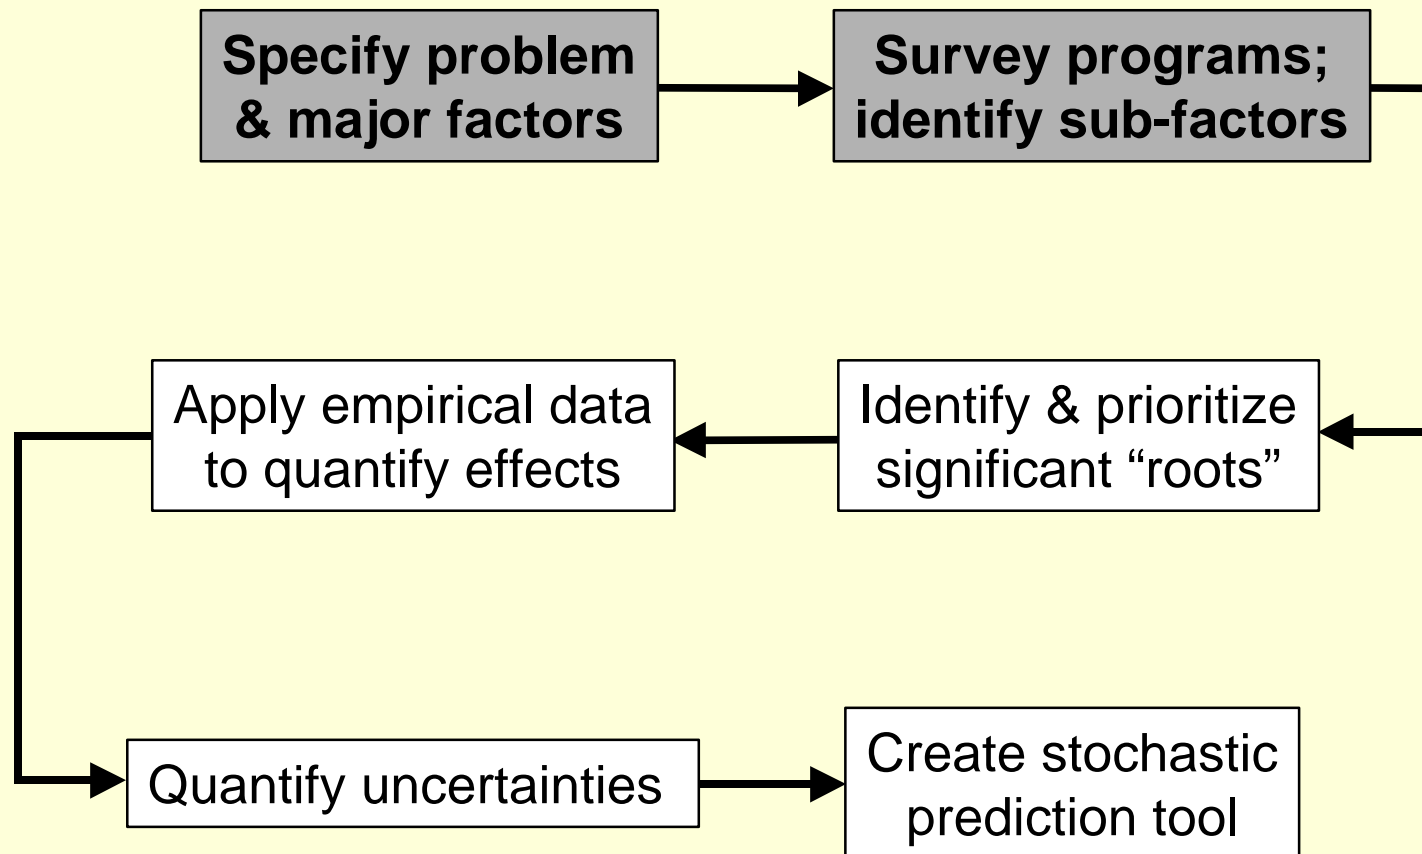 Specify problem
& major factors
Survey programs;
identify sub-factors
Identify & prioritize
significant “roots”
Apply empirical data
to quantify effects
Quantify uncertainties
Create stochastic
prediction tool